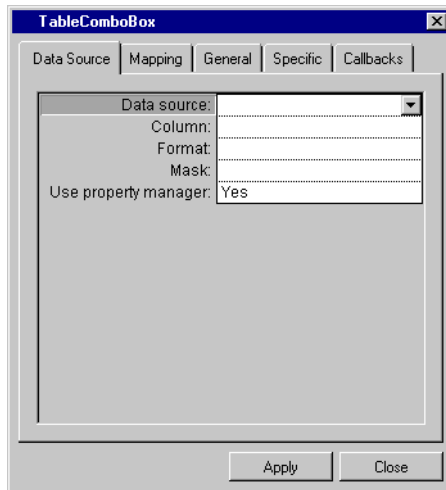 TableComboBox
Data Source Mapping General Specific Callbacks
Data source:
Column:
Format:
Mask:
Use property manager: Yes
Apply Close